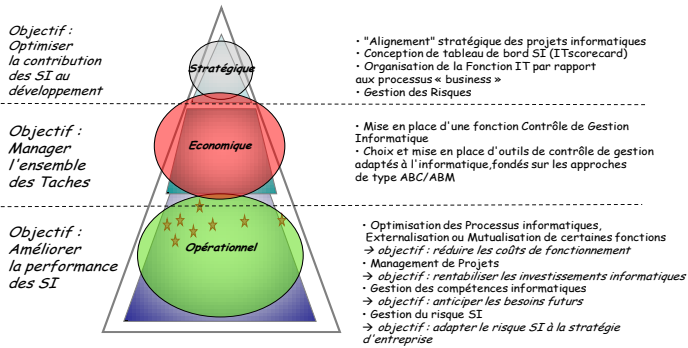 Objectif :
Optimiser
la contribution
des SI au
développement
Stratégique
• "Alignement" stratégique des projets informatiques
• Conception de tableau de bord SI (ITscorecard)
• Organisation de la Fonction IT par rapport
aux processus « business »
• Gestion des Risques
Objectif :
Manager
l'ensemble
des Taches
Economique
• Mise en place d'une fonction Contrôle de Gestion
Informatique
• Choix et mise en place d'outils de contrôle de gestion
adaptés à l'informatique,fondés sur les approches
de type ABC/ABM
Objectif :
Améliorer
la performance
des SI
Opérationnel
• Optimisation des Processus informatiques,
Externalisation ou Mutualisation de certaines fonctions
→ objectif : réduire les coûts de fonctionnement
• Management de Projets
→ objectif : rentabiliser les investissements informatiques
• Gestion des compétences informatiques
→ objectif : anticiper les besoins futurs
• Gestion du risque SI
→ objectif : adapter le risque SI à la stratégie
d'entreprise